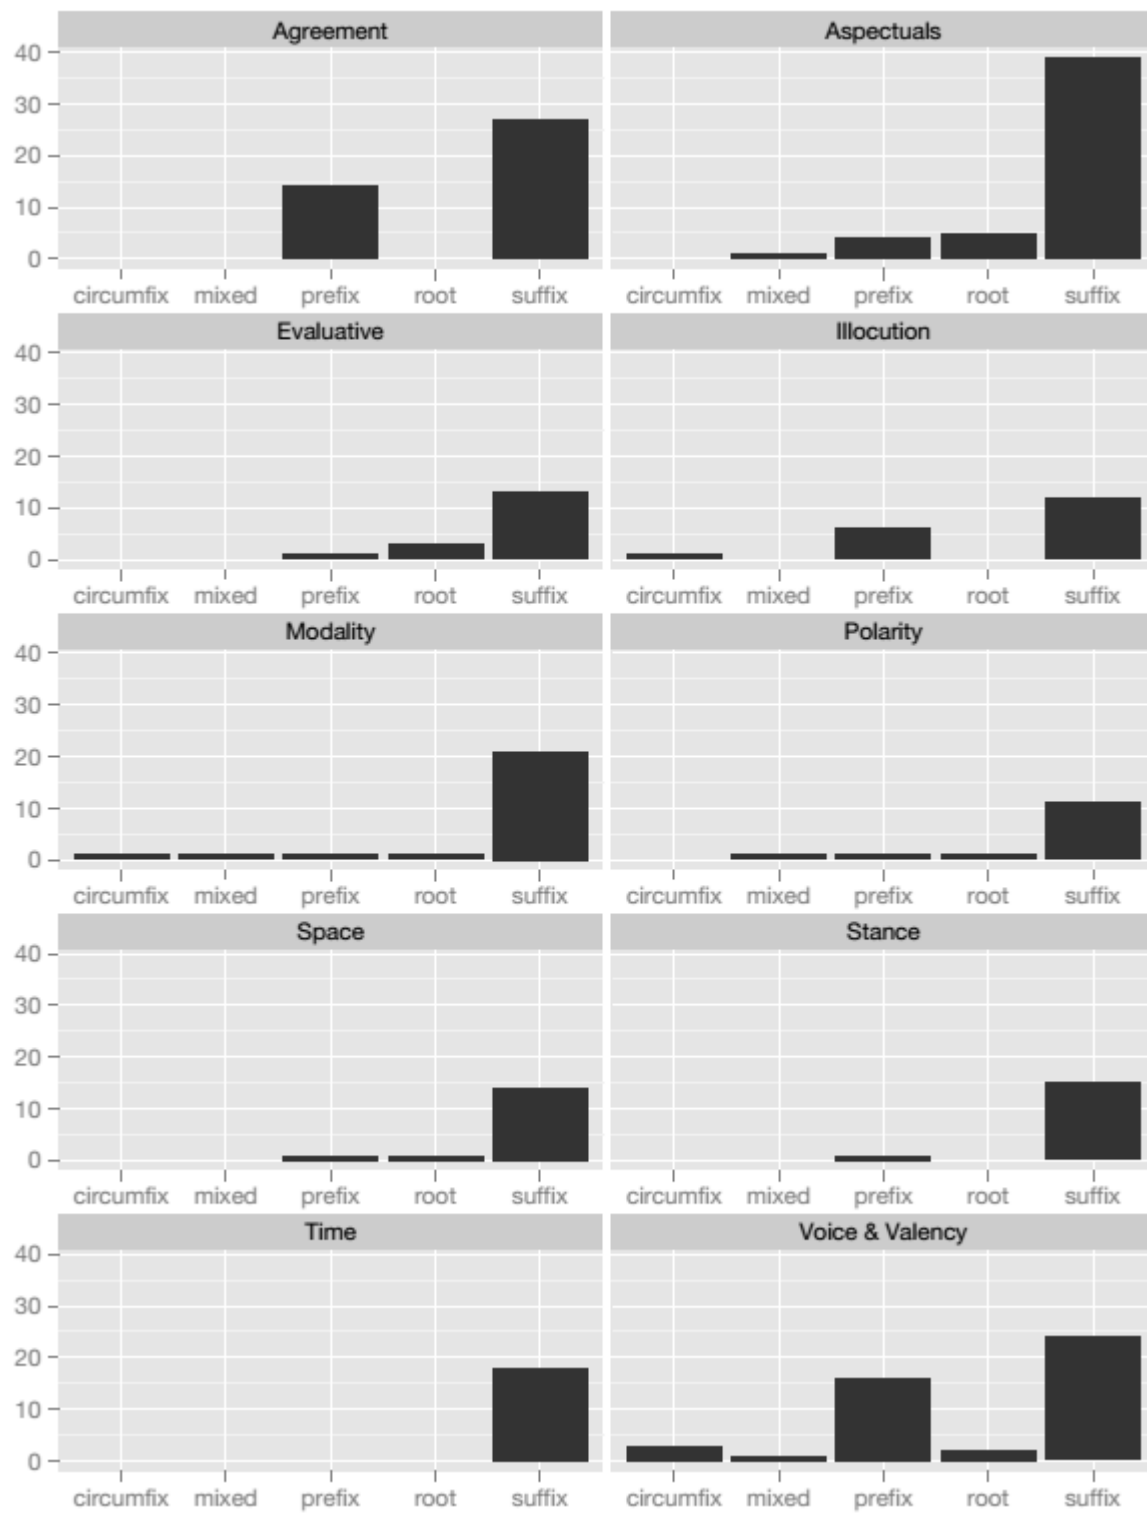 Agreement Aspectuals
40
30
20
10
0
circumfix mixed prefix root suffix circumfix mixed prefix root suffix
Evaluative Illocution
40
30
20
10
0
circumfix mixed prefix root suffix circumfix mixed prefix root suffix
Modality Polarity
40
30
20
10
0
circumfix mixed prefix root suffix circumfix mixed prefix root suffix
Space Stance
40
30
20
10
0
circumfix mixed prefix root suffix circumfix mixed prefix root suffix
Time Voice & Valency
40
30
20
10
0
circumfix mixed prefix root suffix circumfix mixed prefix root suffix